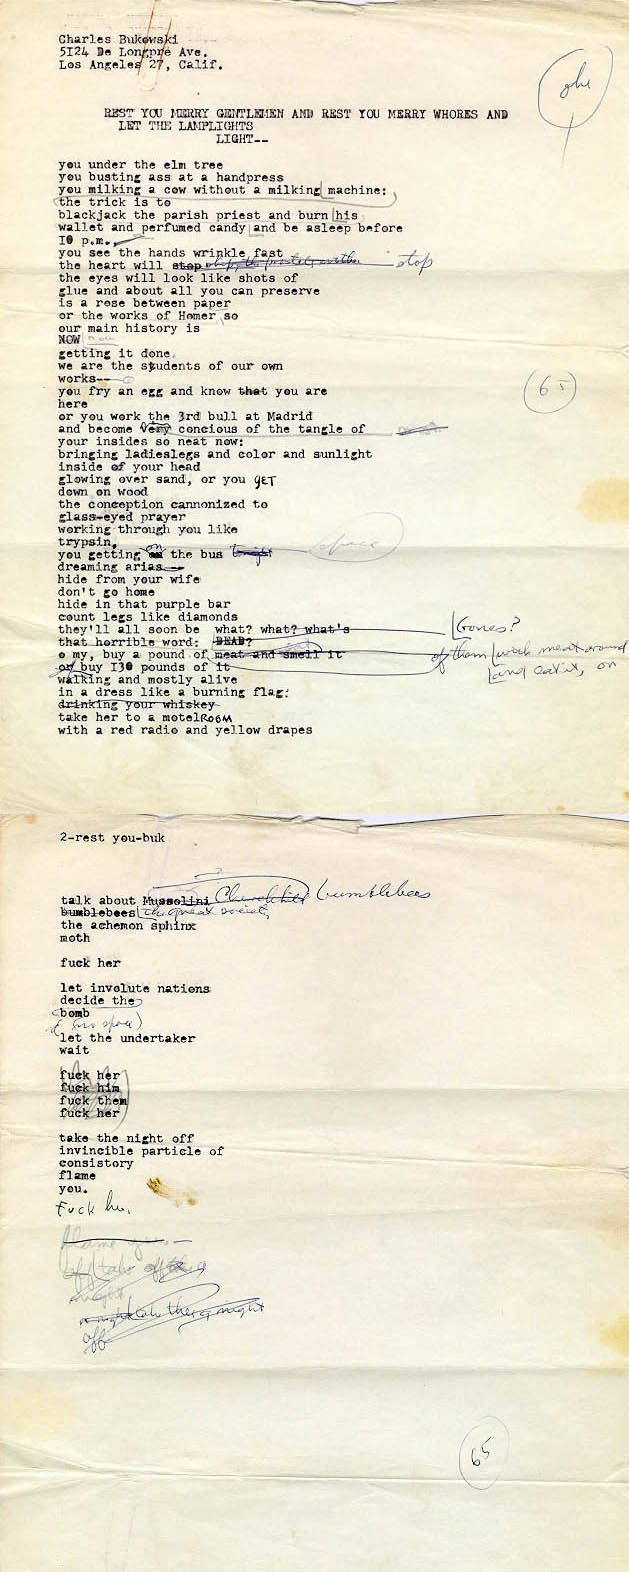 Charles Bukowski
5I24 De Longpre Ave.
Los Angeles 27, Calif.
ohe
REST YOU MERRY GENTLEMEN AND REST YOU MERRY WHORES AND
LET THE LAMPLIGHTS
LIGHT--
you under the elm tree
you busting ass at a handpress
you milking a cow without a milking machine:
the trick is to
blackjack the parish priest and burn his
wallet and perfumed candy and be asleep before
I0 p.m.,
you see the hands wrinkle fast
the heart will stop stop
the eyes will look like shots of
glue and about all you can preserve
is a rose between paper
or the works of Homer so
our main history is
NOW now
getting it done.
we are the students of our own
works--
you fry an egg and know that you are
here
65
or you work the 3rd bull at Madrid
and become very concious of the tangle of
your insides so neat now:
bringing ladieslegs and color and sunlight
inside of your head
glowing over sand, or you GET
down on wood
the conception cannonized to
glass-eyed prayer
working through you like
trypsin,
you getting on the bus tonight space
dreaming arias--
hide from your wife
don't go home
hide in that purple bar
count legs like diamonds
they'll all soon be what? what? what's Bones?
that horrible word: DEAD?
o my, buy a pound of meat and smell it of them work meat around
or buy I30 pounds of it and eat it, on
walking and mostly alive
in a dress like a burning flag:
drinking your whiskey
take her to a motel ROOM
with a red radio and yellow drapes
2-rest you-buk
talk about Mussolini Churchill bumblebees
bumblebees the great society
the achemon sphinx
moth
fuck her
let involute nations
decide the
bomb
(no space)
let the undertaker
wait
fuck her
fuck him
fuck them
fuck her
take the night off
invincible particle of
consistory
flame
you.
Fuck her.
night
the night
off
65